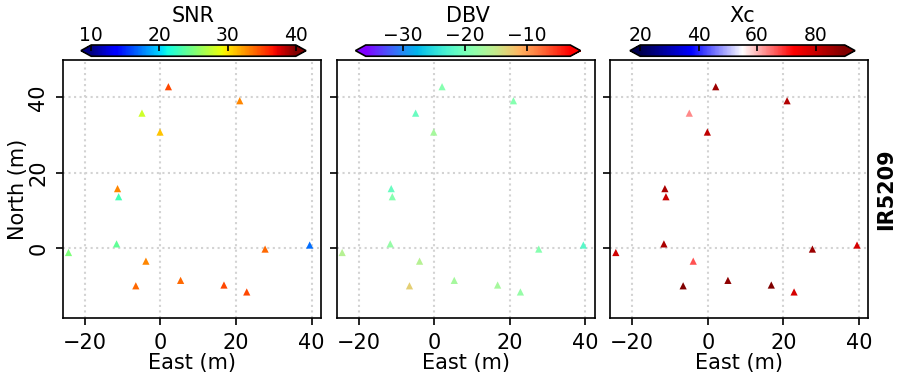 SNR DBV Xc
10 20 30 40 −30 −20 −10 20 40 60 80
North (m)
40
20
0
IR5209
−20 0 20 40 −20 0 20 40 −20 0 20 40
East (m) East (m) East (m)